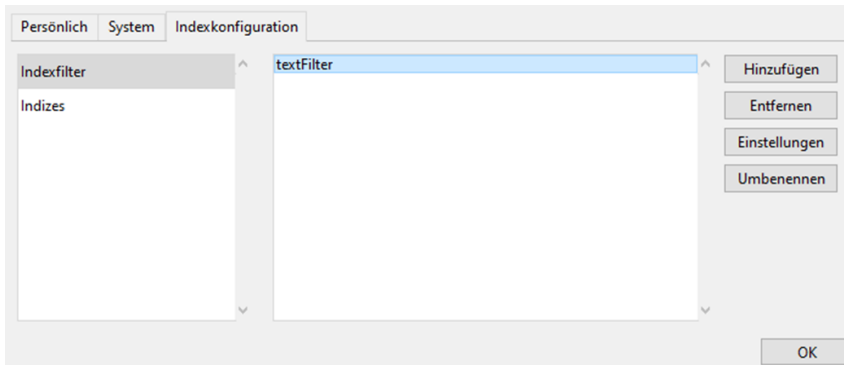 Persönlich System Indexkonfiguration
Indexfilter
Indizes
textFilter
Hinzufügen
Entfernen
Einstellungen
Umbenennen
OK